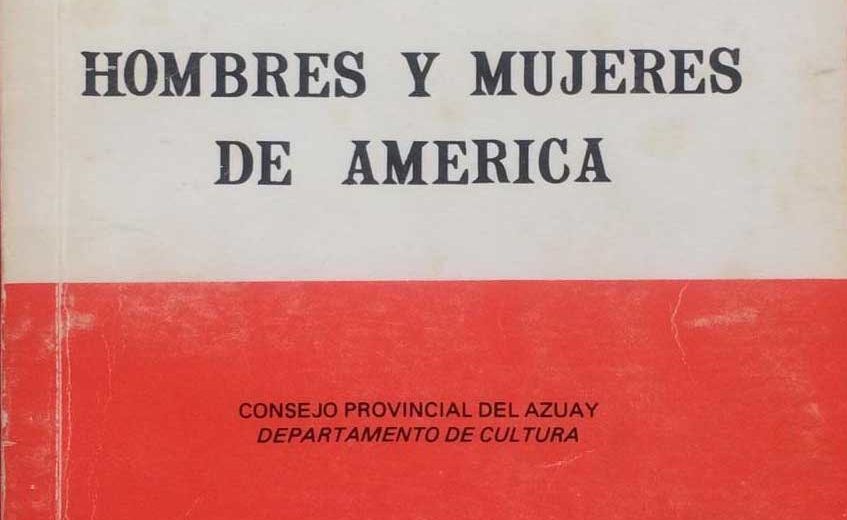 HOMBRES Y MUJERES
DE AMERICA
CONSEJO PROVINCIAL DEL AZUAY
DEPARTAMENTO DE CULTURA